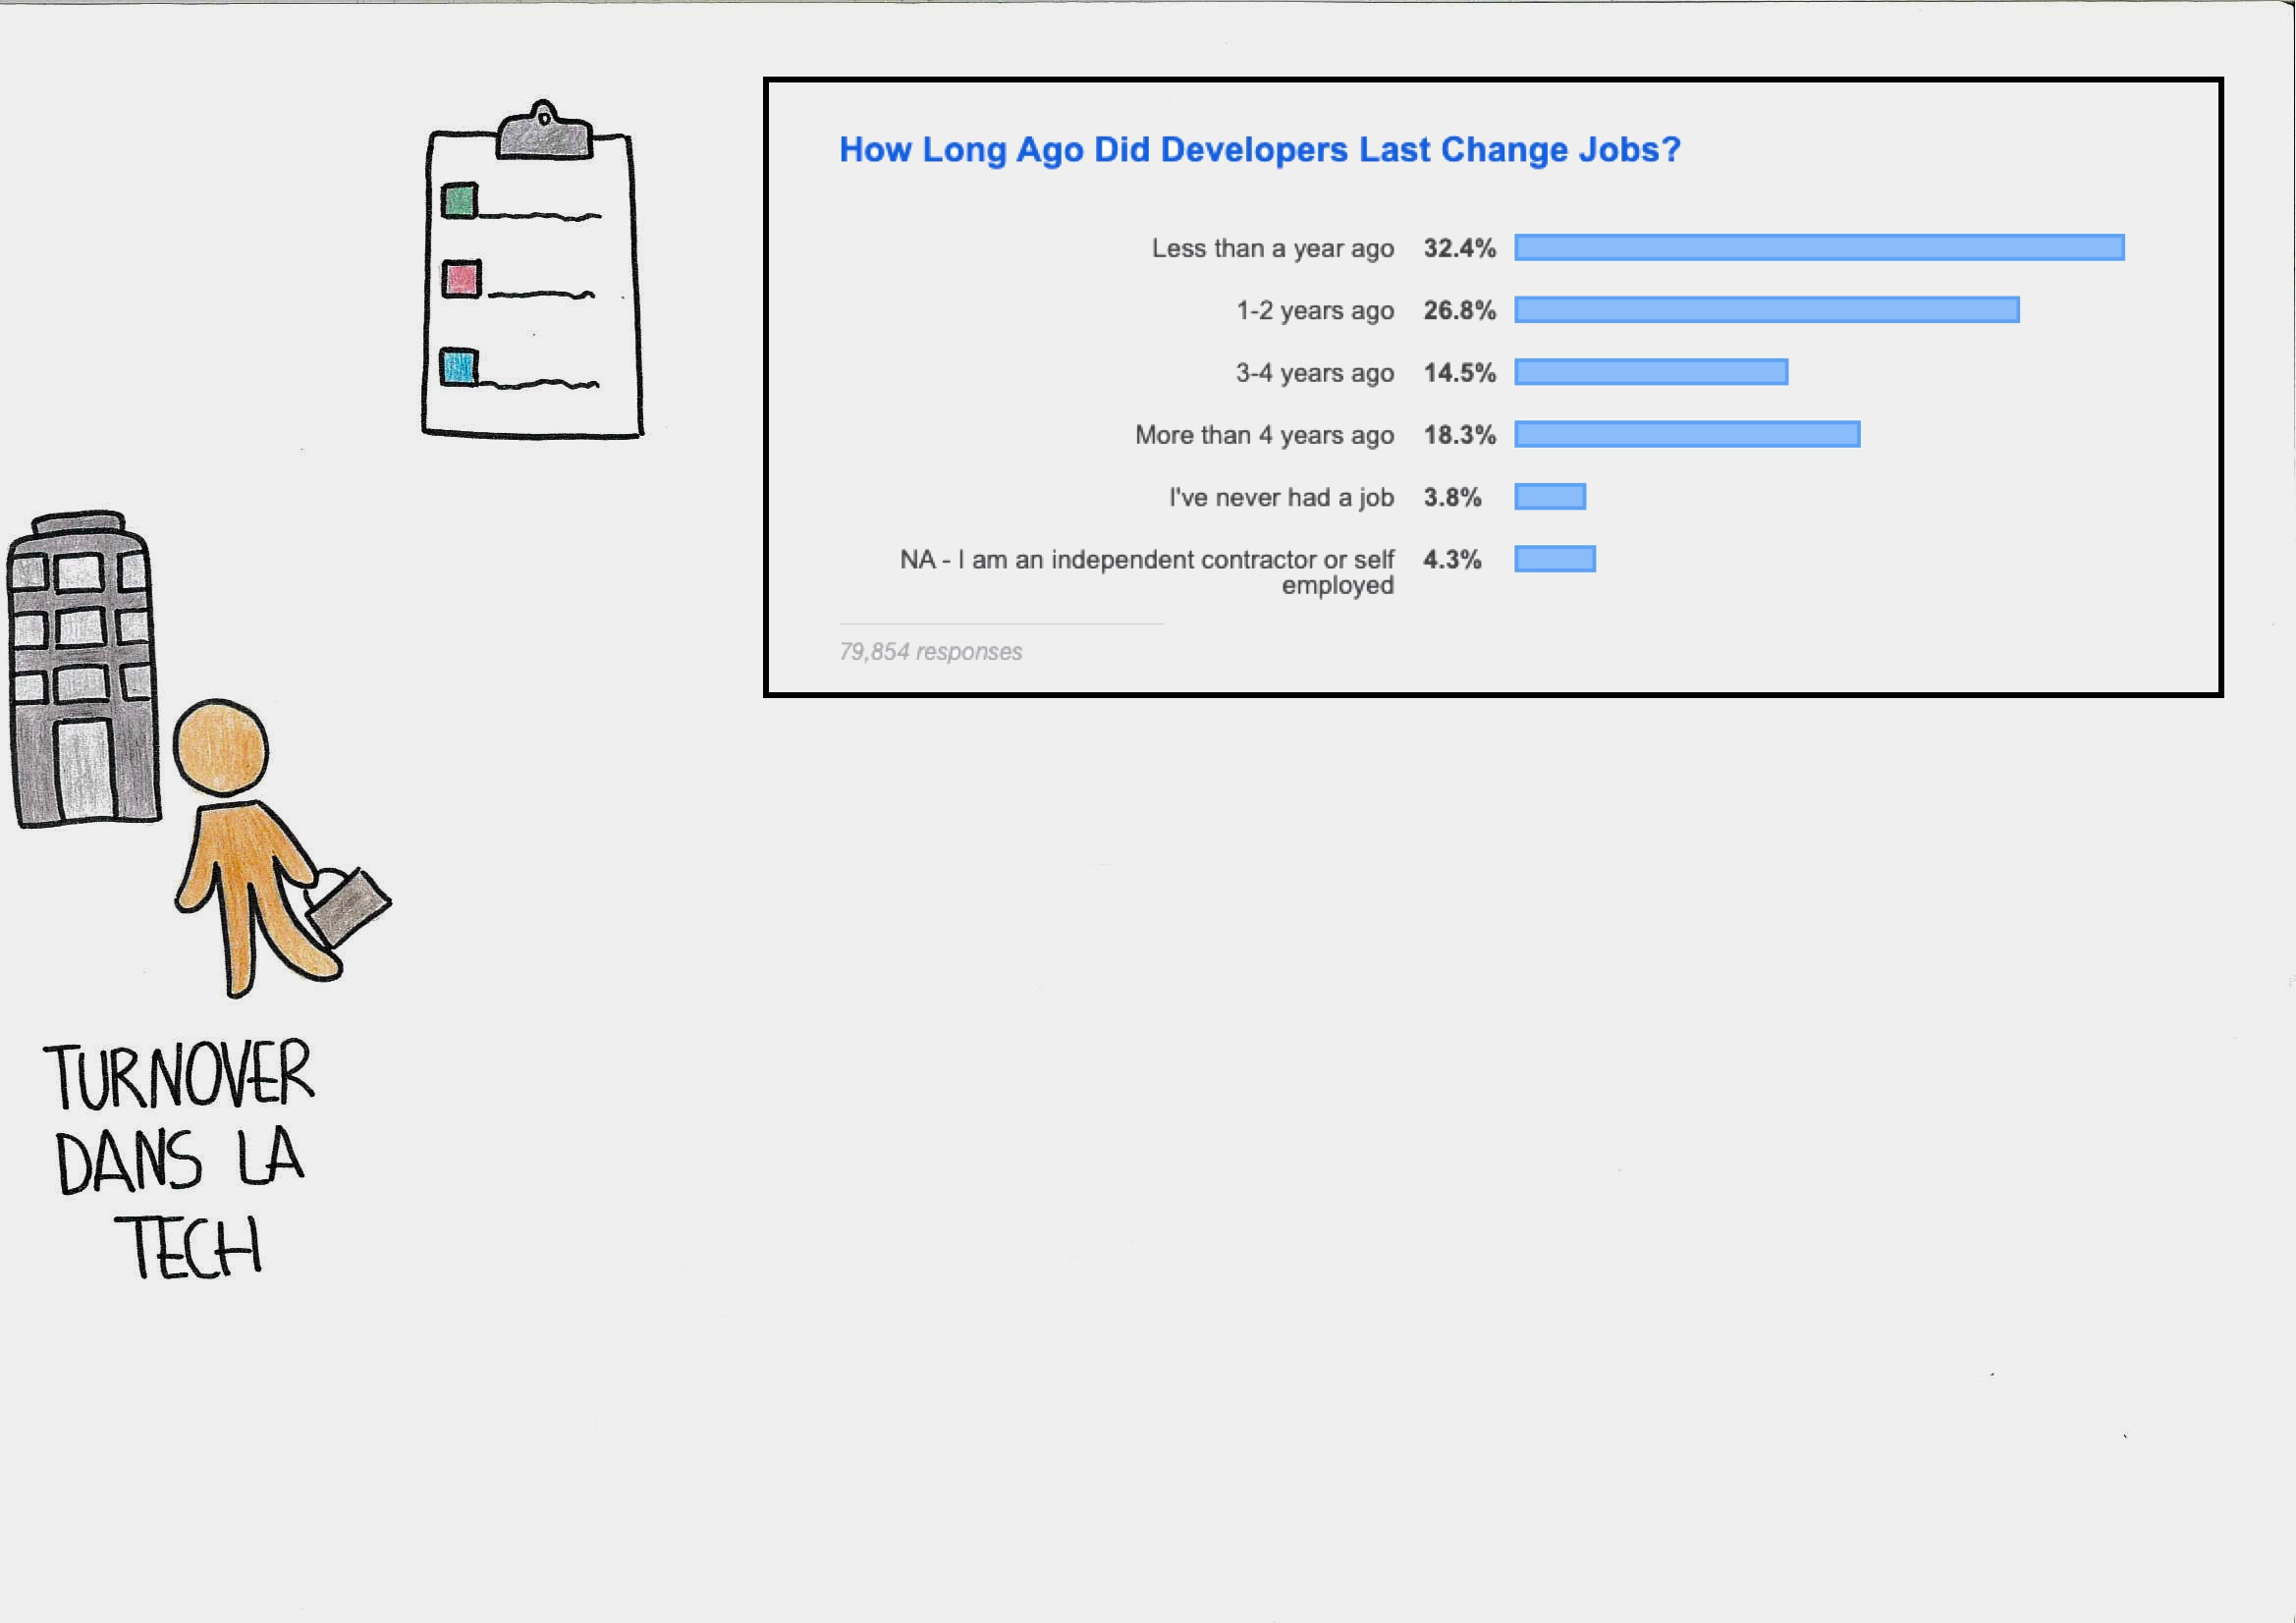 How Long Ago Did Developers Last Change Jobs?
Less than a year ago 32.4%
1-2 years ago 26.8%
3-4 years ago 14.5%
More than 4 years ago 18.3%
I've never had a job 3.8%
NA - I am an independent contractor or self 4.3%
employed
79,854 responses
TURNOVER
DANS LA
TECH